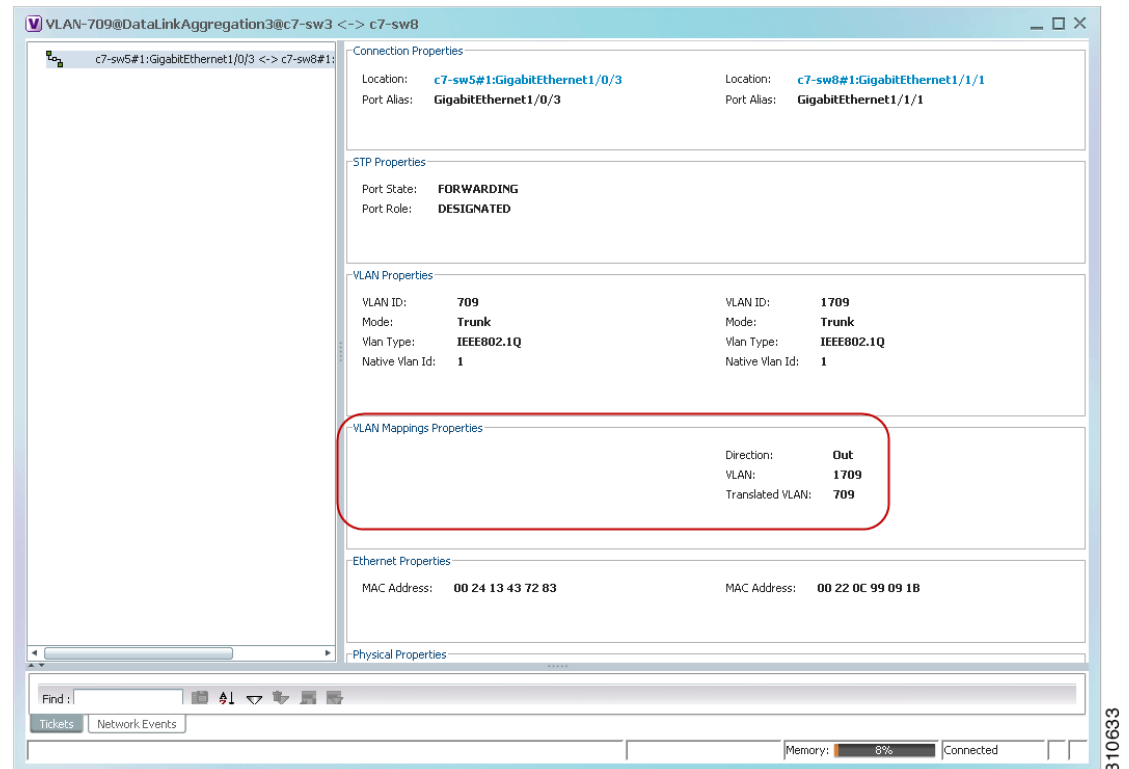 VLAN-709@DataLinkAggregation3@c7-sw3 <-> c7-sw8
c7-sw5#1:GigabitEthernet1/0/3 <-> c7-sw8#1:
Connection Properties
Location: c7-sw5#1:GigabitEthernet1/0/3 Location: c7-sw8#1:GigabitEthernet1/1/1
Port Alias: GigabitEthernet1/0/3 Port Alias: GigabitEthernet1/1/1
STP Properties
Port State: FORWARDING
Port Role: DESIGNATED
VLAN Properties
VLAN ID: 709 VLAN ID: 1709
Mode: Trunk Mode: Trunk
Vlan Type: IEEE802.1Q Vlan Type: IEEE802.1Q
Native Vlan Id: 1 Native Vlan Id: 1
VLAN Mappings Properties
Direction: Out
VLAN: 1709
Translated VLAN: 709
Ethernet Properties
MAC Address: 00 24 13 43 72 83 MAC Address: 00 22 0C 99 09 1B
Physical Properties
Find :
Tickets Network Events
Memory: 8% Connected
310633